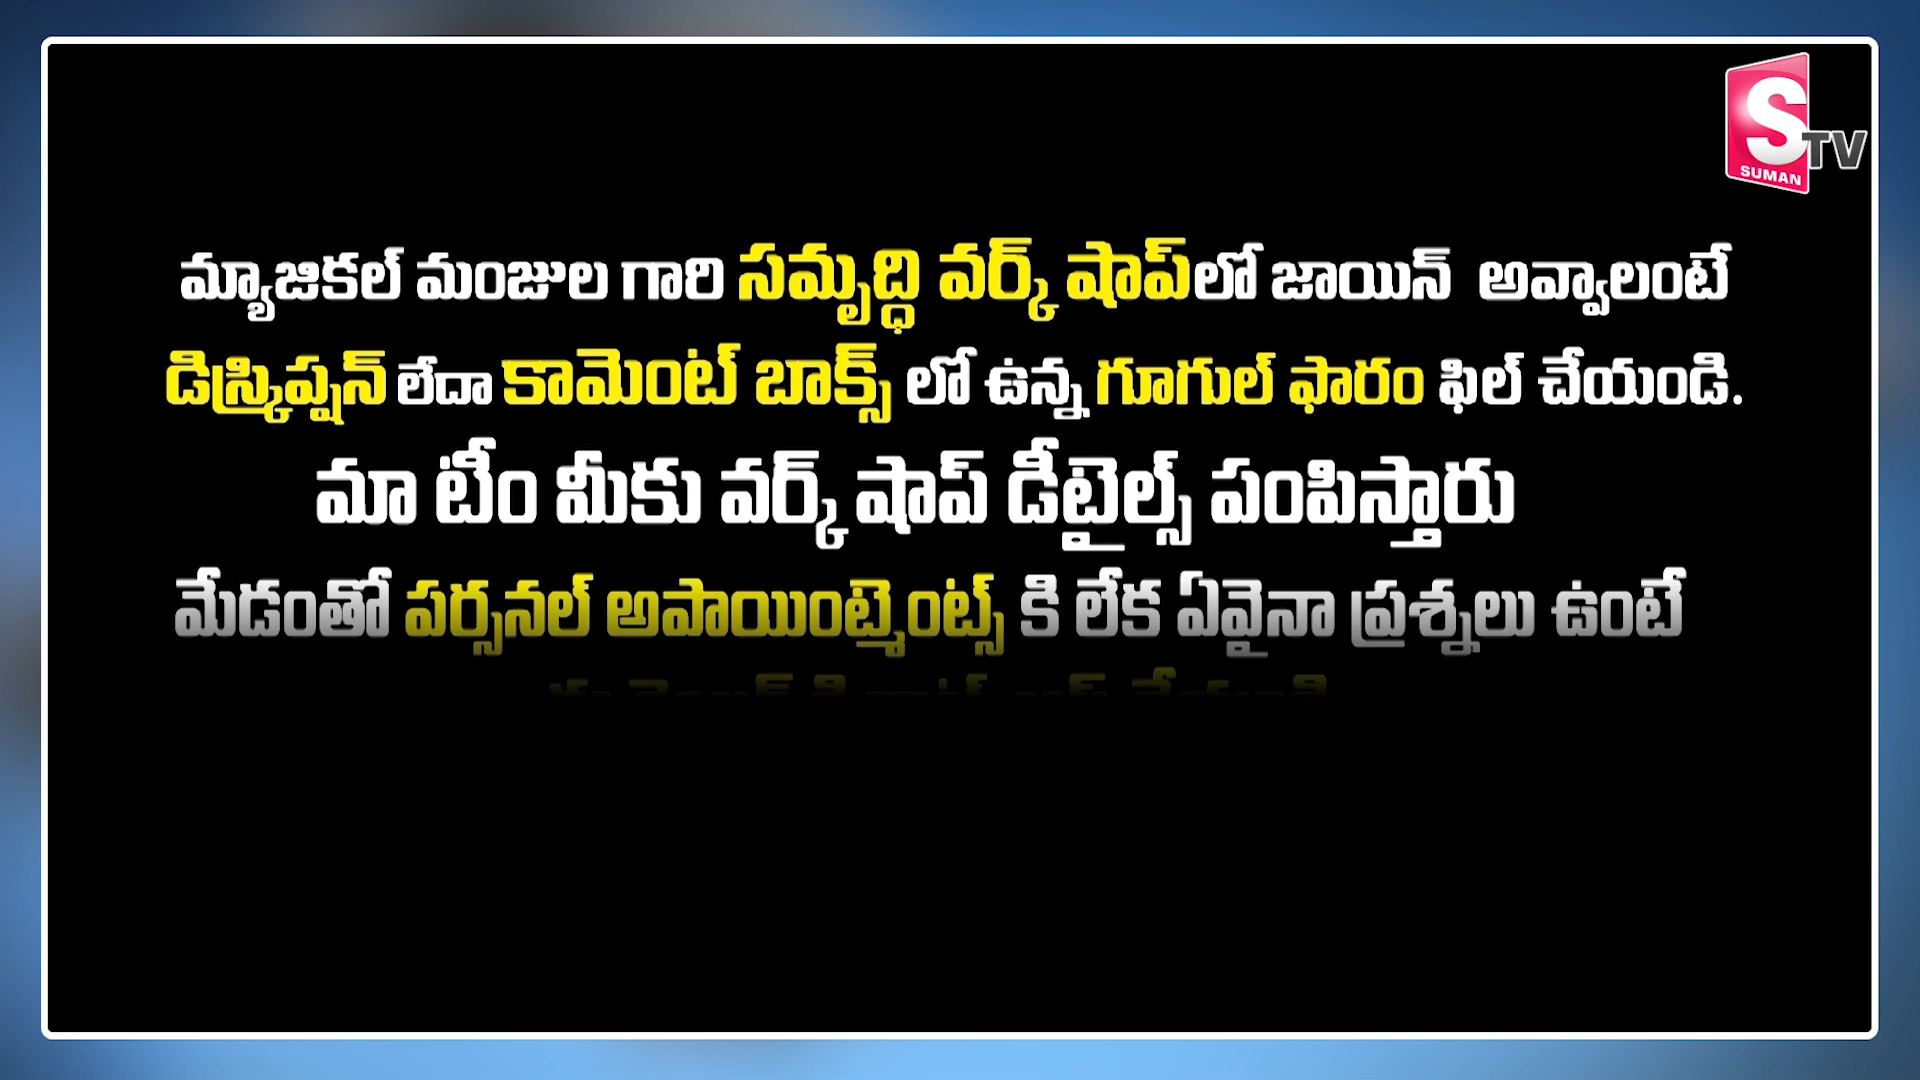 S TV
SUMAN
మ్యాజికల్ మంజుల గారి సమృద్ధి వర్క్ షాప్‌లో జాయిన్ అవ్వాలంటే
డిస్క్రిప్షన్ లేదా కామెంట్ బాక్స్ లో ఉన్న గూగుల్ ఫారం ఫిల్ చేయండి.
మా టీం మీకు వర్క్ షాప్ డీటైల్స్ పంపిస్తారు
మేడంతో పర్సనల్ అపాయింట్మెంట్స్ కి లేక ఏవైనా ప్రశ్నలు ఉంటే